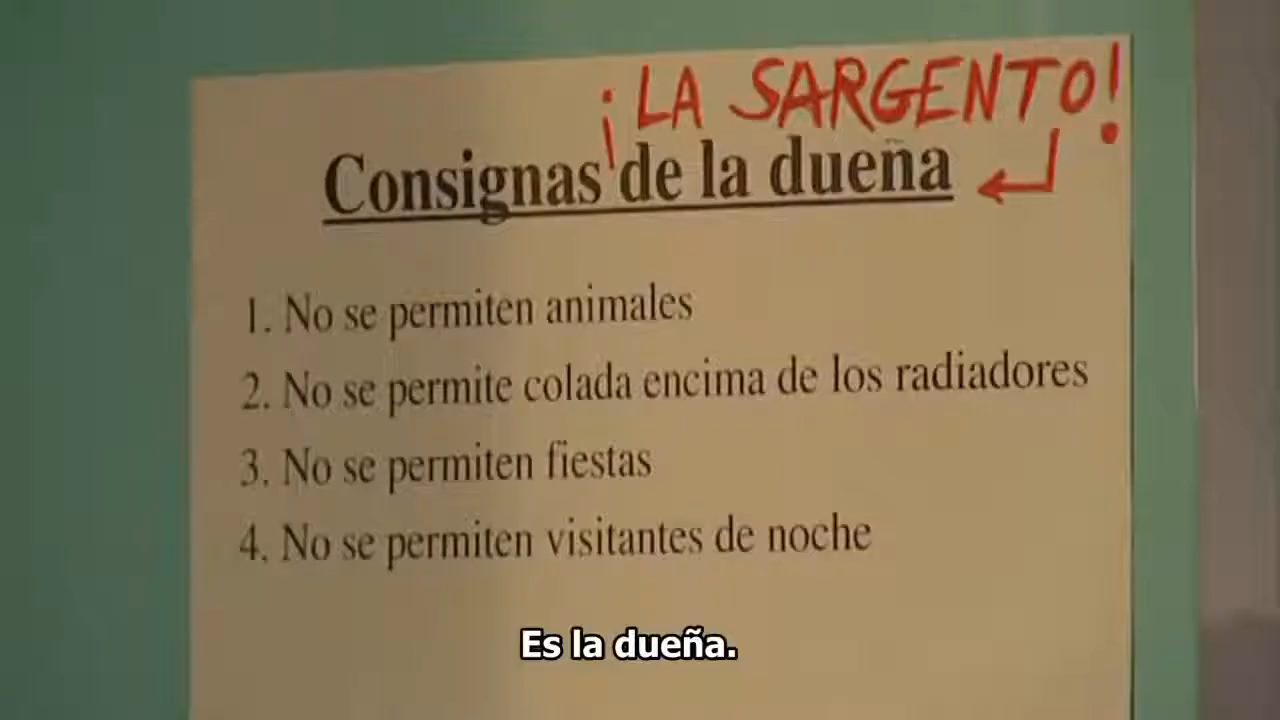 ¡LA SARGENTO!
Consignas de la dueña
1. No se permiten animales
2. No se permite colada encima de los radiadores
3. No se permiten fiestas
4. No se permiten visitantes de noche
Es la dueña.